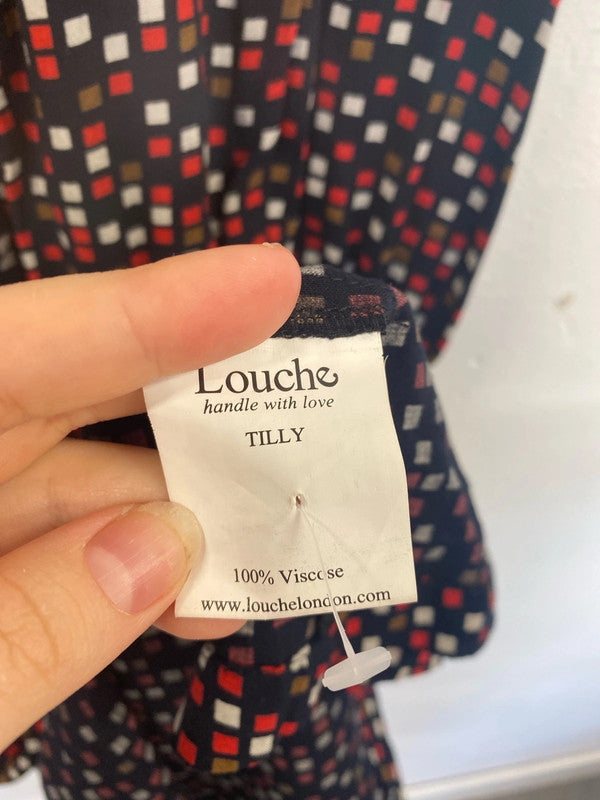 Louche
handle with love
TILLY
100% Viscose
www.louchelondon.com